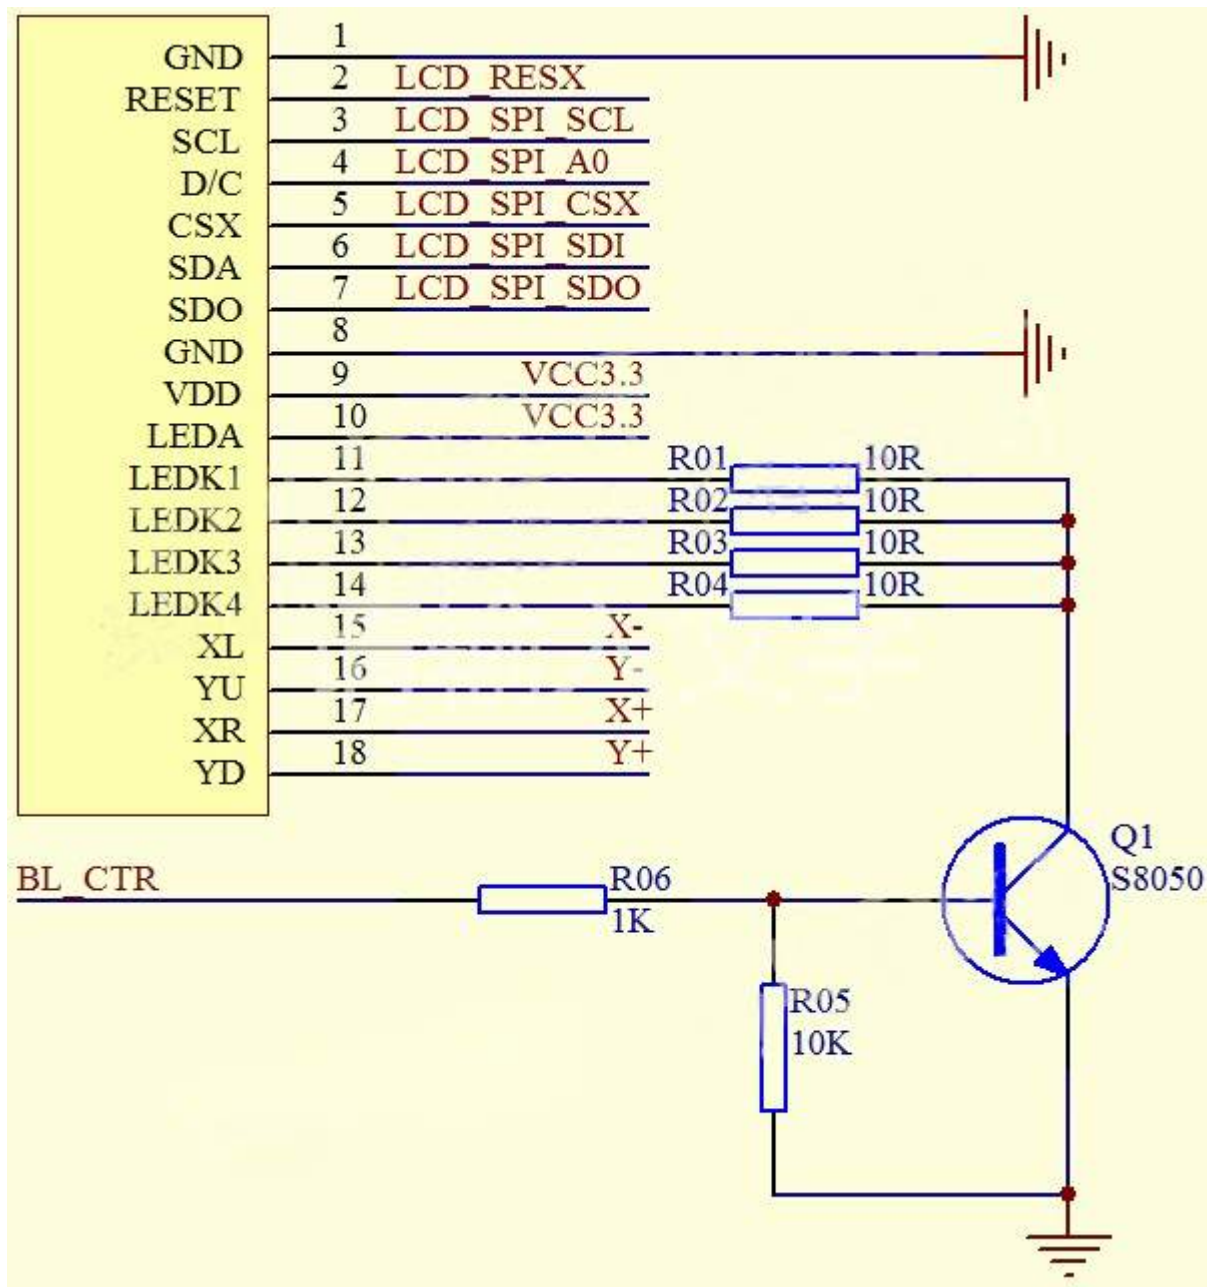 1
GND
2 LCD_RESX
RESET
3 LCD_SPI_SCL
SCL
4 LCD_SPI_A0
D/C
5 LCD_SPI_CSX
CSX
6 LCD_SPI_SDI
SDA
7 LCD_SPI_SDO
SDO
8
GND
9 VCC3.3
VDD
10 VCC3.3
LEDA
11 R01 10R
LEDK1
12 R02 10R
LEDK2
13 R03 10R
LEDK3
14 R04 10R
LEDK4
15 X-
XL
16 Y-
YU
17 X+
XR
18 Y+
YD
Q1
BL_CTR R06 S8050
1K
R05
10K